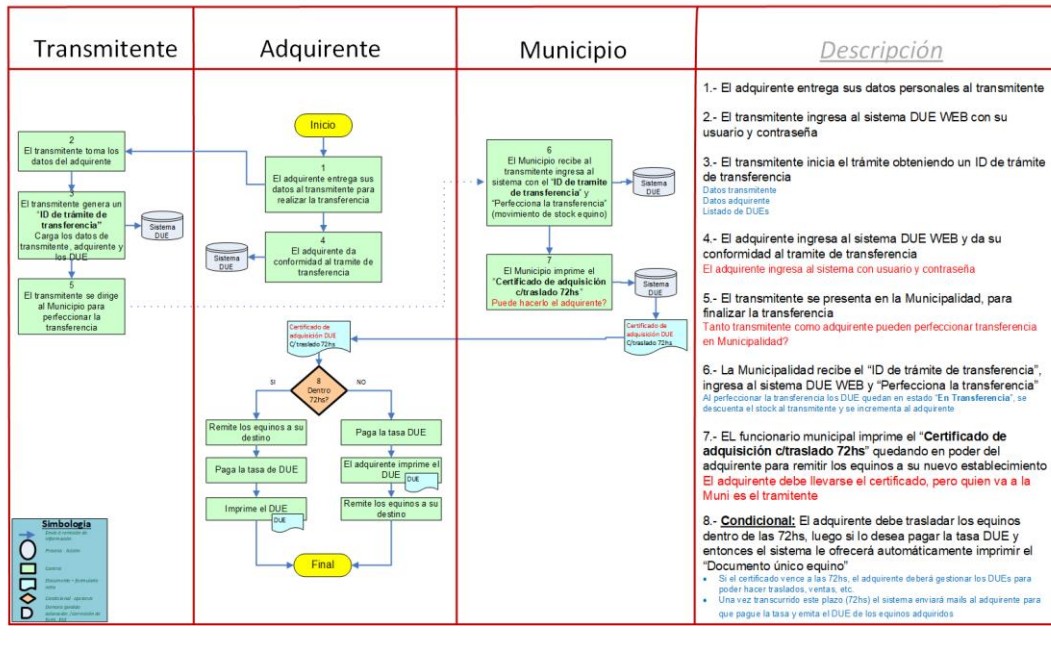 Transmitente
Adquirente
Municipio
Descripción
2
El transmitente toma los
datos del adquirente
3
El transmitente genera un
"ID de trámite de
transferencia"
Carga los datos de
transmitente, adquirente y
los DUE
Sistema
DUE
5
El transmitente se dirige
al Municipio para
perfeccionar la
transferencia
Inicio
1
El adquirente entrega sus
datos al transmitente para
realizar la transferencia
4
El adquirente da
conformidad al tramite de
transferencia
Sistema
DUE
Certificado de
adquisición DUE
C/traslado 72hs
SI
NO
8
Dentro
72hs?
Remite los equinos a su
destino
Paga la tasa de DUE
Imprime el DUE
DUE
Paga la tasa DUE
El adquirente imprime el
DUE
DUE
Remite los equinos a su
destino
Final
6
El Municipio recibe al
transmitente ingresa al
sistema con el "ID de tramite
de transferencia" y
"Perfecciona la transferencia"
(movimiento de stock equino)
Sistema
DUE
7
El Municipio imprime el
"Certificado de adquisición
c/traslado 72hs"
Puede hacerlo el adquirente?
Sistema
DUE
Certificado de
adquisición DUE
C/traslado 72hs
1.- El adquirente entrega sus datos personales al transmitente
2.- El transmitente ingresa al sistema DUE WEB con su
usuario y contraseña
3.- El transmitente inicia el trámite obteniendo un ID de trámite
de transferencia
Datos transmitente
Datos adquirente
Listado de DUEs
4.- El adquirente ingresa al sistema DUE WEB y da su
conformidad al tramite de transferencia
El adquirente ingresa al sistema con usuario y contraseña
5.- El transmitente se presenta en la Municipalidad, para
finalizar la transferencia
Tanto transmitente como adquirente pueden perfeccionar transferencia
en Municipalidad?
6.- La Municipalidad recibe el "ID de trámite de transferencia",
ingresa al sistema DUE WEB y "Perfecciona la transferencia"
Al perfeccionar la transferencia los DUE quedan en estado "En Transferencia", se
descuenta el stock al transmitente y se incrementa al adquirente
7.- EL funcionario municipal imprime el "Certificado de
adquisición c/traslado 72hs" quedando en poder del
adquirente para remitir los equinos a su nuevo establecimiento
El adquirente debe llevarse el certificado, pero quien va a la
Muni es el tramitente
8.- Condicional: El adquirente debe trasladar los equinos
dentro de las 72hs, luego si lo desea pagar la tasa DUE y
entonces el sistema le ofrecerá automáticamente imprimir el
"Documento único equino"
Si el certificado vence a las 72hs, el adquirente deberá gestionar los DUEs para
poder hacer traslados, ventas, etc.
Una vez transcurrido este plazo (72hs) el sistema enviará mails al adquirente para
que pague la tasa y emita el DUE de los equinos adquiridos
Simbología
Proceso - Acción
Control